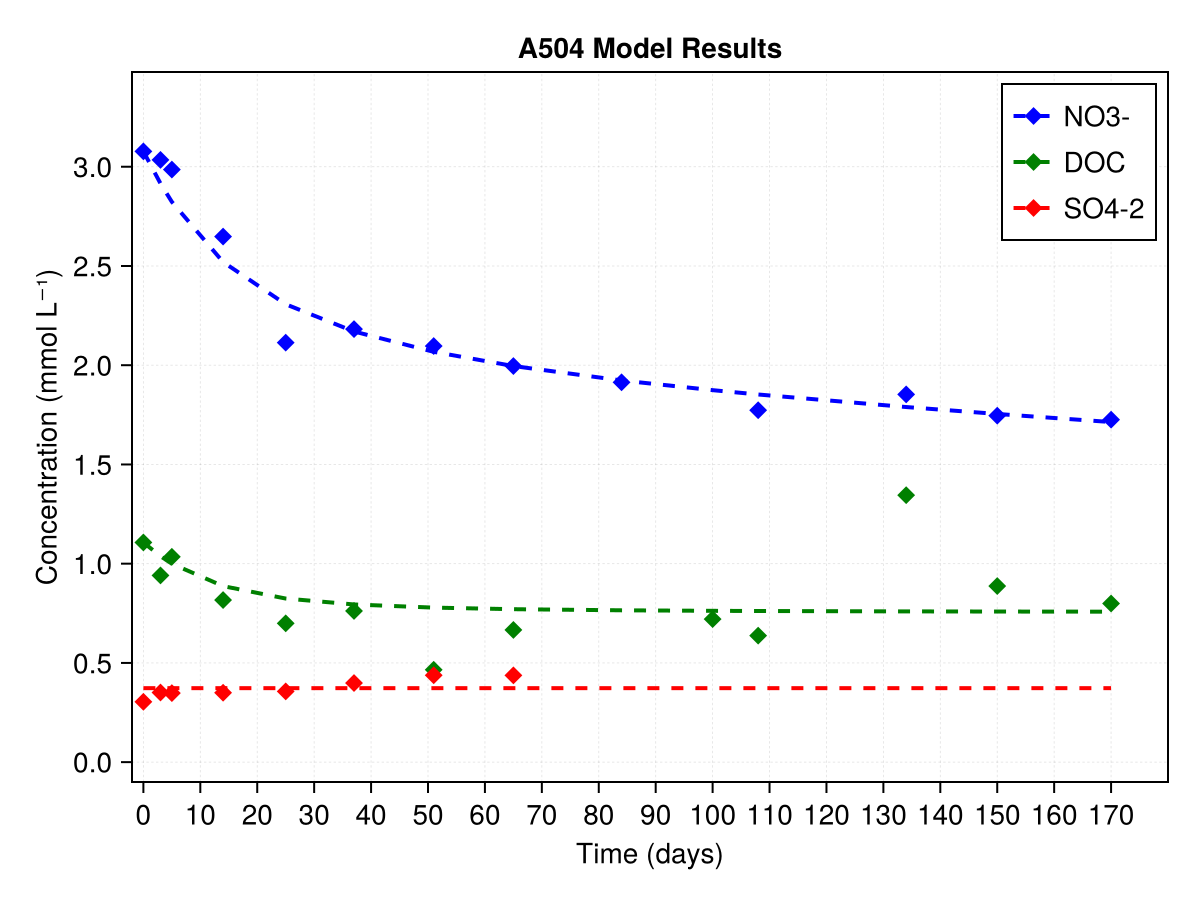 A504 Model Results
NO3-
DOC
SO4-2
3.0
2.5
2.0
1.5
1.0
0.5
0.0
Concentration (mmol L⁻¹)
0 10 20 30 40 50 60 70 80 90 100 110 120 130 140 150 160 170
Time (days)